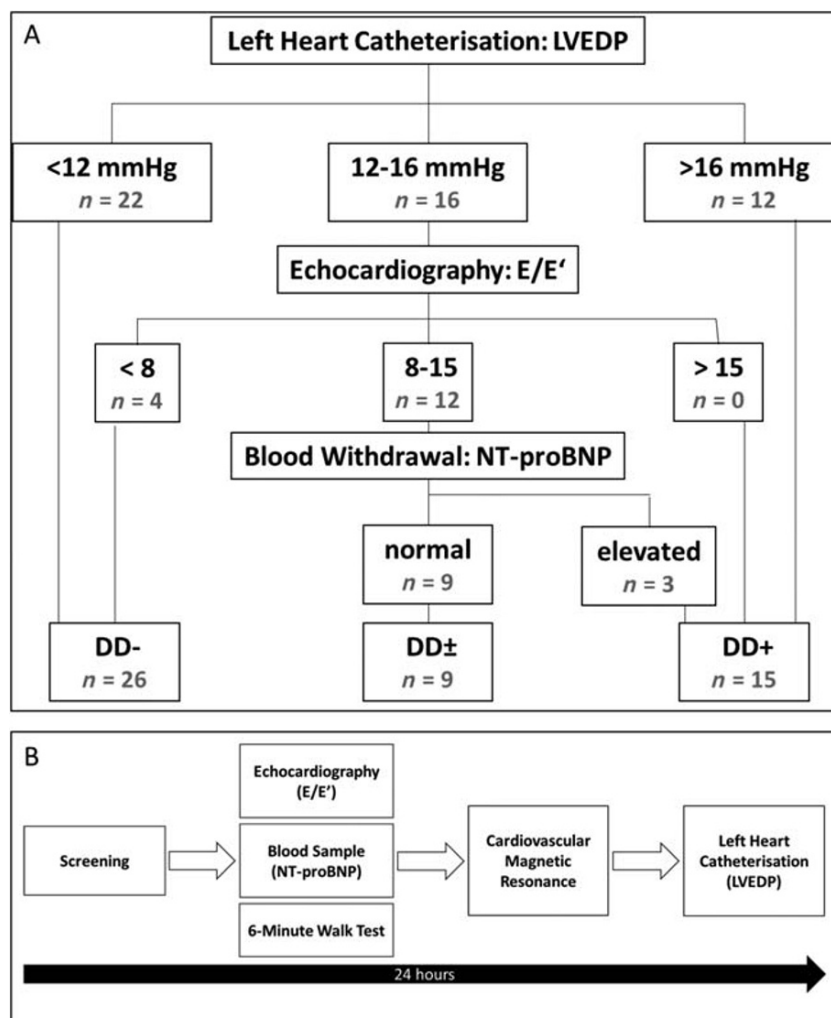 A
Left Heart Catheterisation: LVEDP
<12 mmHg
n = 22
12-16 mmHg
n = 16
>16 mmHg
n = 12
Echocardiography: E/E‘
< 8
n = 4
8-15
n = 12
> 15
n = 0
Blood Withdrawal: NT-proBNP
normal
n = 9
elevated
n = 3
DD-
n = 26
DD±
n = 9
DD+
n = 15
B
Screening
Echocardiography
(E/E’)
Blood Sample
(NT-proBNP)
6-Minute Walk Test
Cardiovascular
Magnetic
Resonance
Left Heart
Catheterisation
(LVEDP)
24 hours